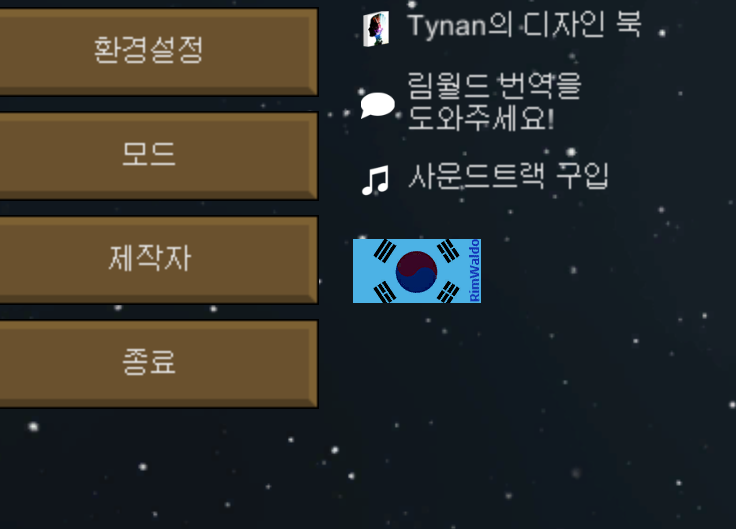 환경설정
모드
제작자
종료
Tynan의 디자인 북
림월드 번역을
도와주세요!
사운드트랙 구입
RimWaldo